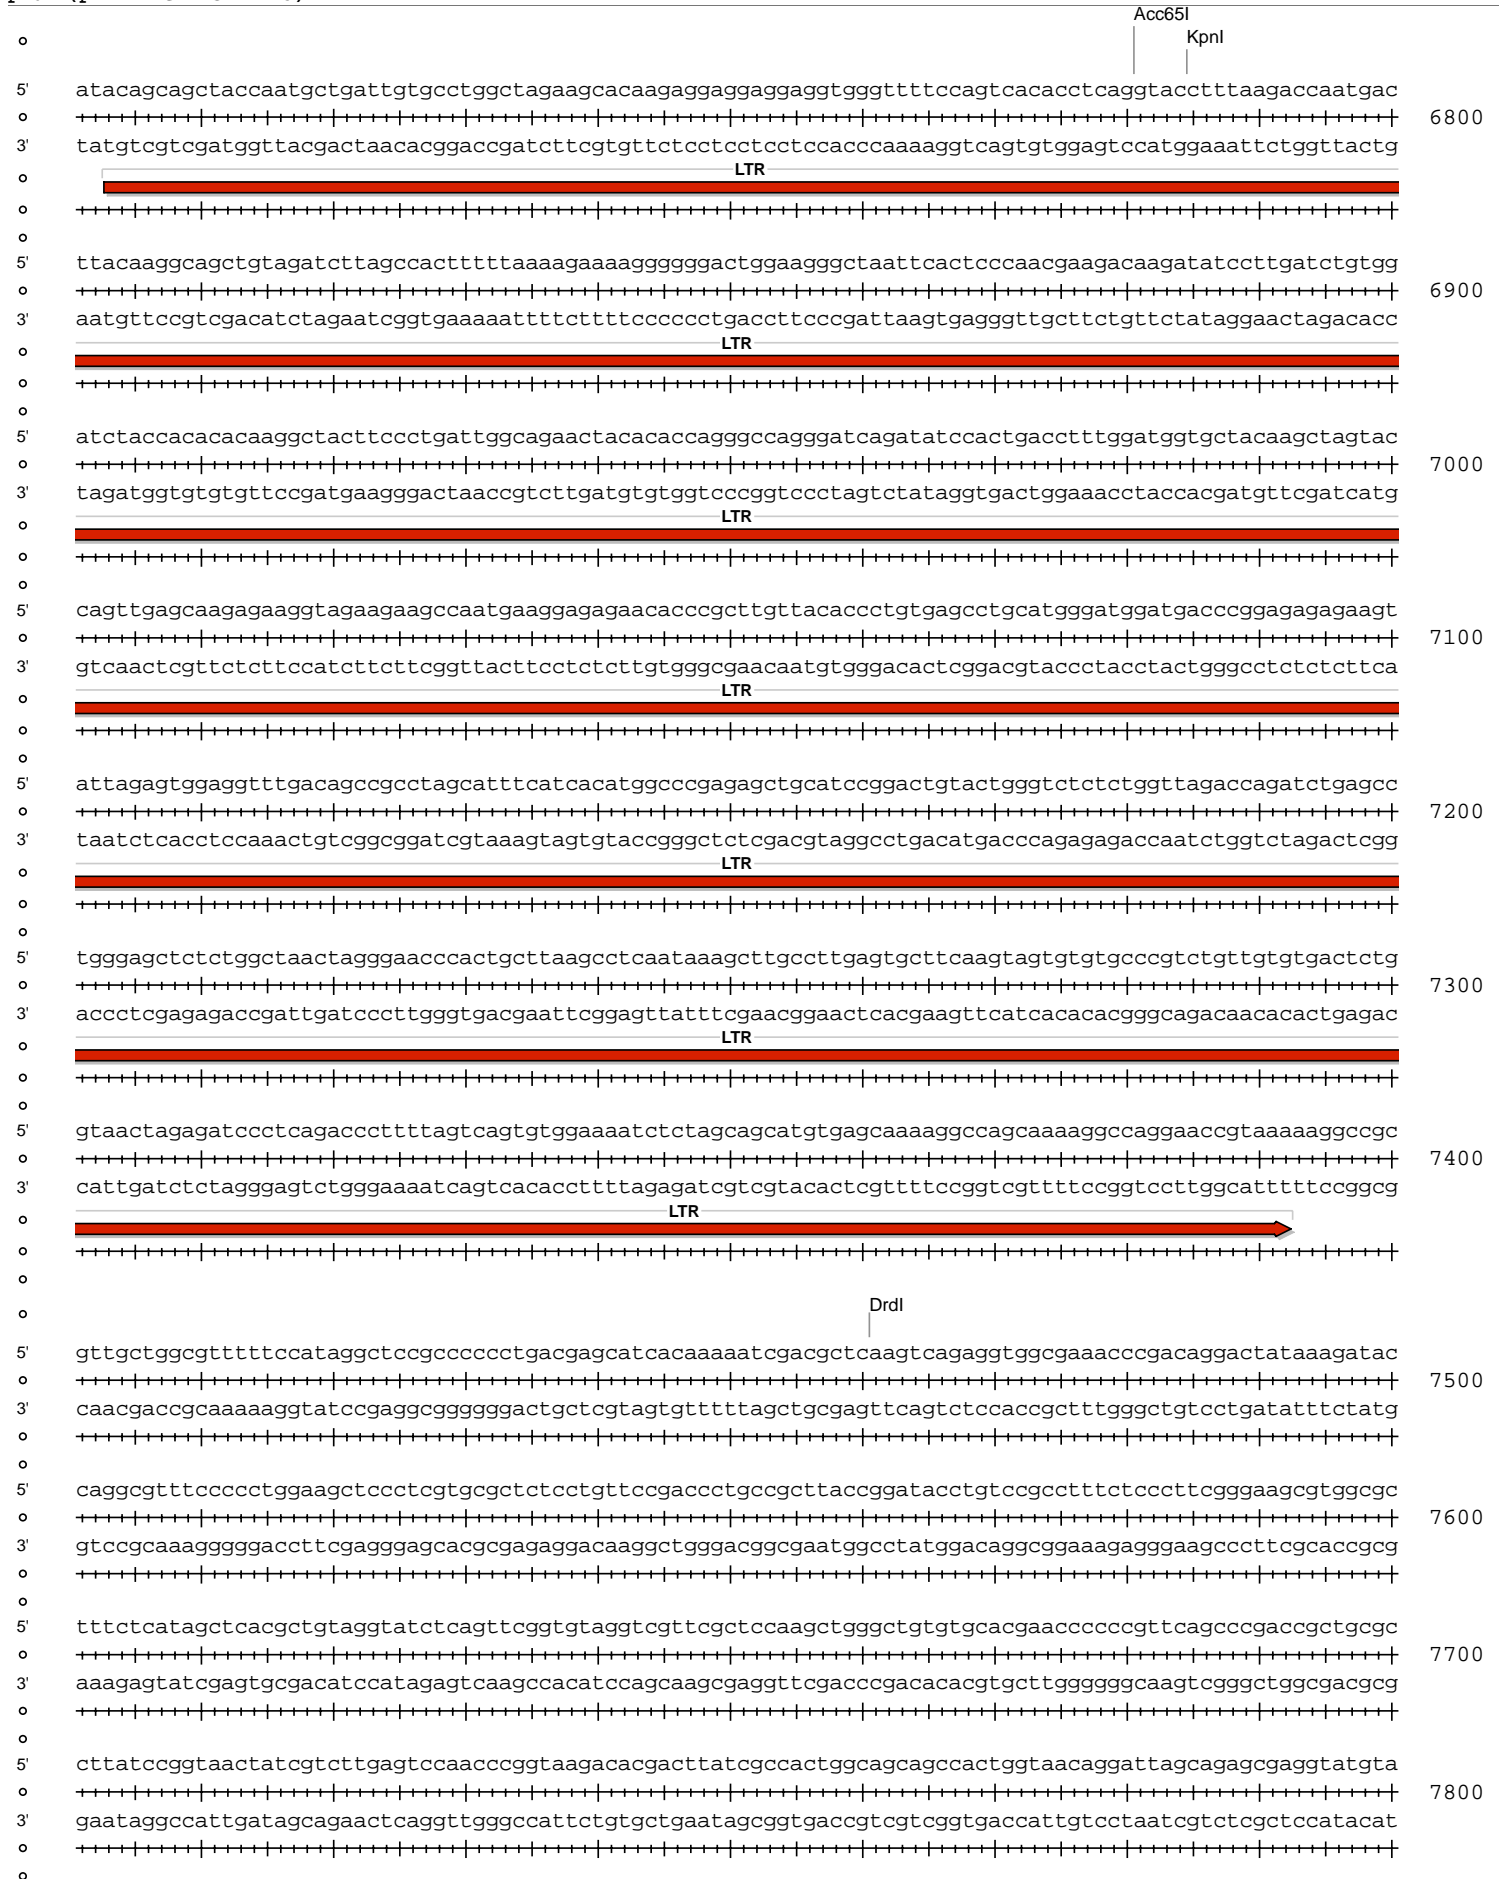 Acc65I
KpnI
5' atacagcagctaccaatgctgattgtgcctggctagaagcacaagaggaggaggaggtgggttttccagtcacacctcaggtacctttaagaccaatgac
6800
3' tatgtcgtcgatggttacgactaacacggaccgatcttcgtgttctcctcctcctccacccaaaaggtcagtgtggagtccatggaaattctggttactg
LTR
5' ttacaaggcagctgtagatcttagccactttttaaaagaaaaggggggactggaagggctaattcactcccaacgaagacaagatatccttgatctgtgg
6900
3' aatgttccgtcgacatctagaatcggtgaaaaattttcttttcccccctgaccttcccgattaagtgagggttgcttctgttctataggaactagacacc
LTR
5' atctaccacacacaaggctacttccctgattggcagaactacacaccagggccagggatcagatatccactgacctttggatggtgctacaagctagtac
7000
3' tagatggtgtgtgttccgatgaagggactaaccgtcttgatgtgtggtcccggtccctagtctataggtgactggaaacctaccacgatgttcgatcatg
LTR
5' cagttgagcaagagaaggtagaagaagccaatgaaggagagaacacccgcttgttacaccctgtgagcctgcatgggatggatgacccggagagagaagt
7100
3' gtcaactcgttctcttccatcttcttcggttacttcctctcttgtgggcgaacaatgtgggacactcggacgtaccctacctactgggcctctctcttca
LTR
5' attagagtggaggtttgacagccgcctagcatttcatcacatggcccgagagctgcatccggactgtactgggtctctctggttagaccagatctgagcc
7200
3' taatctcacctccaaactgtcggcggatcgtaaagtagtgtaccgggctctcgacgtaggcctgacatgacccagagagaccaatctggtctagactcgg
LTR
5' tgggagctctctggctaactagggaacccactgcttaagcctcaataaagcttgccttgagtgcttcaagtagtgtgtgcccgtctgttgtgtgactctg
7300
3' accctcgagagaccgattgatcccttgggtgacgaattcggagttatttcgaacggaactcacgaagttcatcacacacgggcagacaacacactgagac
LTR
5' gtaactagagatccctcagacccttttagtcagtgtggaaaatctctagcagcatgtgagcaaaaggccagcaaaaggccaggaaccgtaaaaaggccgc
7400
3' cattgatctctagggagtctgggaaaatcagtcacaccttttagagatcgtcgtacactcgttttccggtcgttttccggtccttggcatttttccggcg
LTR
DrdI
5' gttgctggcgtttttccataggctccgcccccctgacgagcatcacaaaaatcgacgctcaagtcagaggtggcgaaacccgacaggactataaagatac
7500
3' caacgaccgcaaaaaggtatccgaggcggggggactgctcgtagtgtttttagctgcgagttcagtctccaccgctttgggctgtcctgatatttctatg
5' caggcgtttccccctggaagctccctcgtgcgctctcctgttccgaccctgccgcttaccggatacctgtccgcctttctcccttcgggaagcgtggcgc
7600
3' gtccgcaaagggggaccttcgagggagcacgcgagaggacaaggctgggacggcgaatggcctatggacaggcggaaagagggaagcccttcgcaccgcg
5' tttctcatagctcacgctgtaggtatctcagttcggtgtaggtcgttcgctccaagctgggctgtgtgcacgaaccccccgttcagcccgaccgctgcgc
7700
3' aaagagtatcgagtgcgacatccatagagtcaagccacatccagcaagcgaggttcgacccgacacacgtgcttggggggcaagtcgggctggcgacgcg
5' cttatccggtaactatcgtcttgagtccaacccggtaagacacgacttatcgccactggcagcagccactggtaacaggattagcagagcgaggtatgta
7800
3' gaataggccattgatagcagaactcaggttgggccattctgtgctgaatagcggtgaccgtcgtcggtgaccattgtcctaatcgtctcgctccatacat